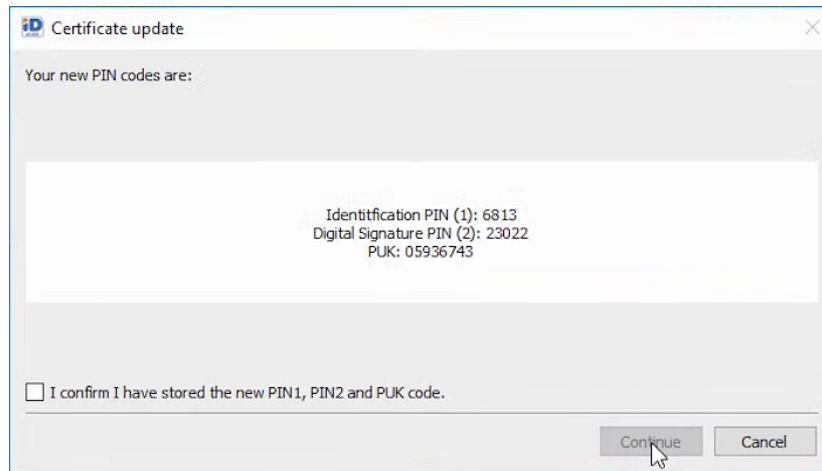 iD
Certificate update
Your new PIN codes are:
Identitfication PIN (1): 6813
Digital Signature PIN (2): 23022
PUK: 05936743
I confirm I have stored the new PIN1, PIN2 and PUK code.
Continue
Cancel